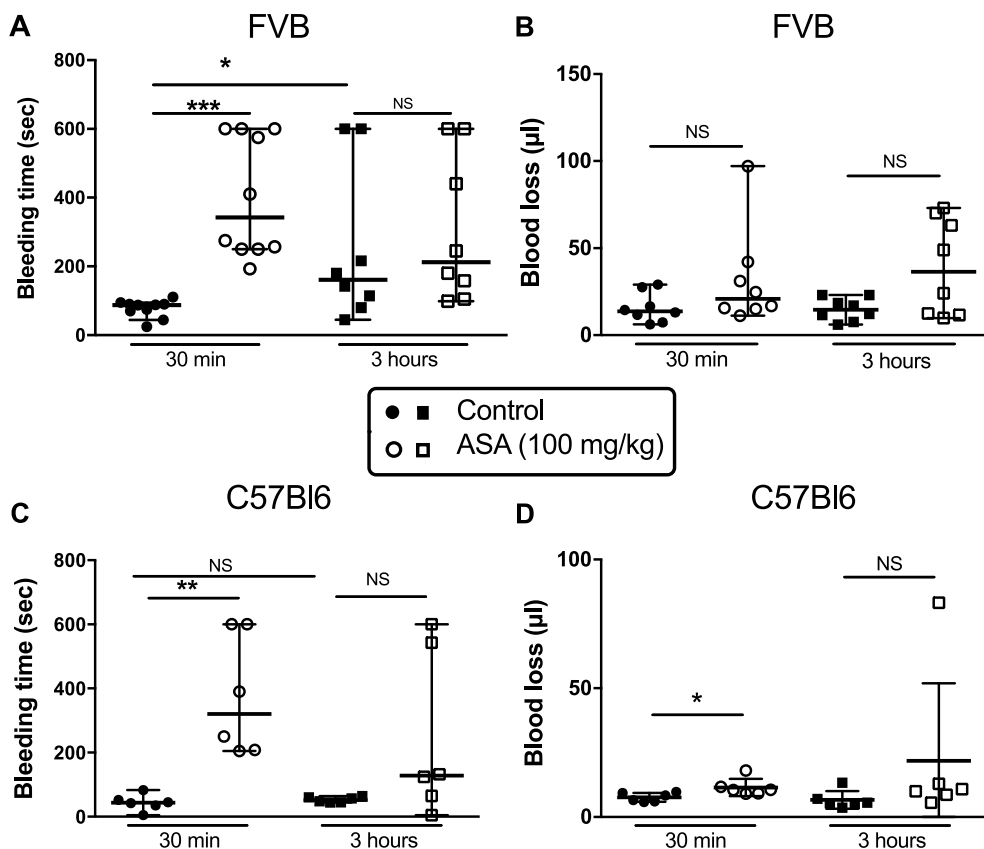 A
FVB
Bleeding time (sec)
800
600
400
200
0
*
***
NS
30 min
3 hours
B
FVB
Blood loss (µl)
150
100
50
0
NS
NS
30 min
3 hours
Control
ASA (100 mg/kg)
C
C57Bl6
Bleeding time (sec)
800
600
400
200
0
NS
**
NS
30 min
3 hours
D
C57Bl6
Blood loss (µl)
100
50
0
*
NS
30 min
3 hours